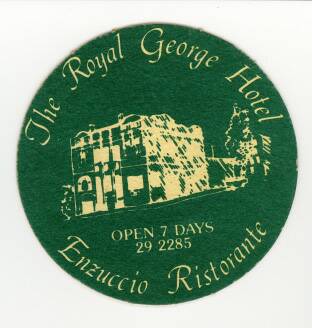 The Royal George Hotel
OPEN 7 DAYS
29 2285
Enzuccio Ristorante